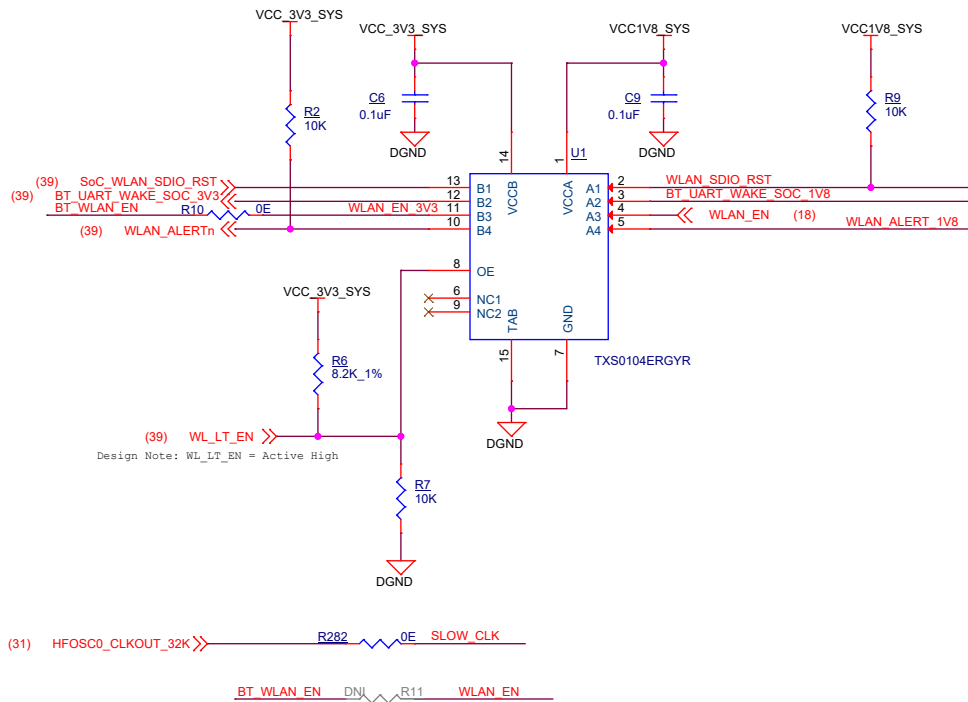 VCC_3V3_SYS
VCC_3V3_SYS
VCC1V8_SYS
VCC1V8_SYS
R2
10K
C6
0.1uF
DGND
C9
0.1uF
DGND
R9
10K
14
1
U1
VCCB
VCCA
(39) SoC_WLAN_SDIO_RST 13 B1
A1 2 WLAN_SDIO_RST
(39) BT_UART_WAKE_SOC_3V3 12 B2
A2 3 BT_UART_WAKE_SOC_1V8
BT_WLAN_EN R10 0E WLAN_EN_3V3 11 B3
A3 4 WLAN_EN (18)
(39) WLAN_ALERTn 10 B4
A4 5 WLAN_ALERT_1V8
8 OE
6 NC1
9 NC2
TAB
GND
15
7
TXS0104ERGYR
DGND
VCC_3V3_SYS
R6
8.2K_1%
(39) WL_LT_EN
Design Note: WL_LT_EN = Active High
R7
10K
DGND
(31) HFOSC0_CLKOUT_32K R282 0E SLOW_CLK
BT_WLAN_EN DNI R11 WLAN_EN